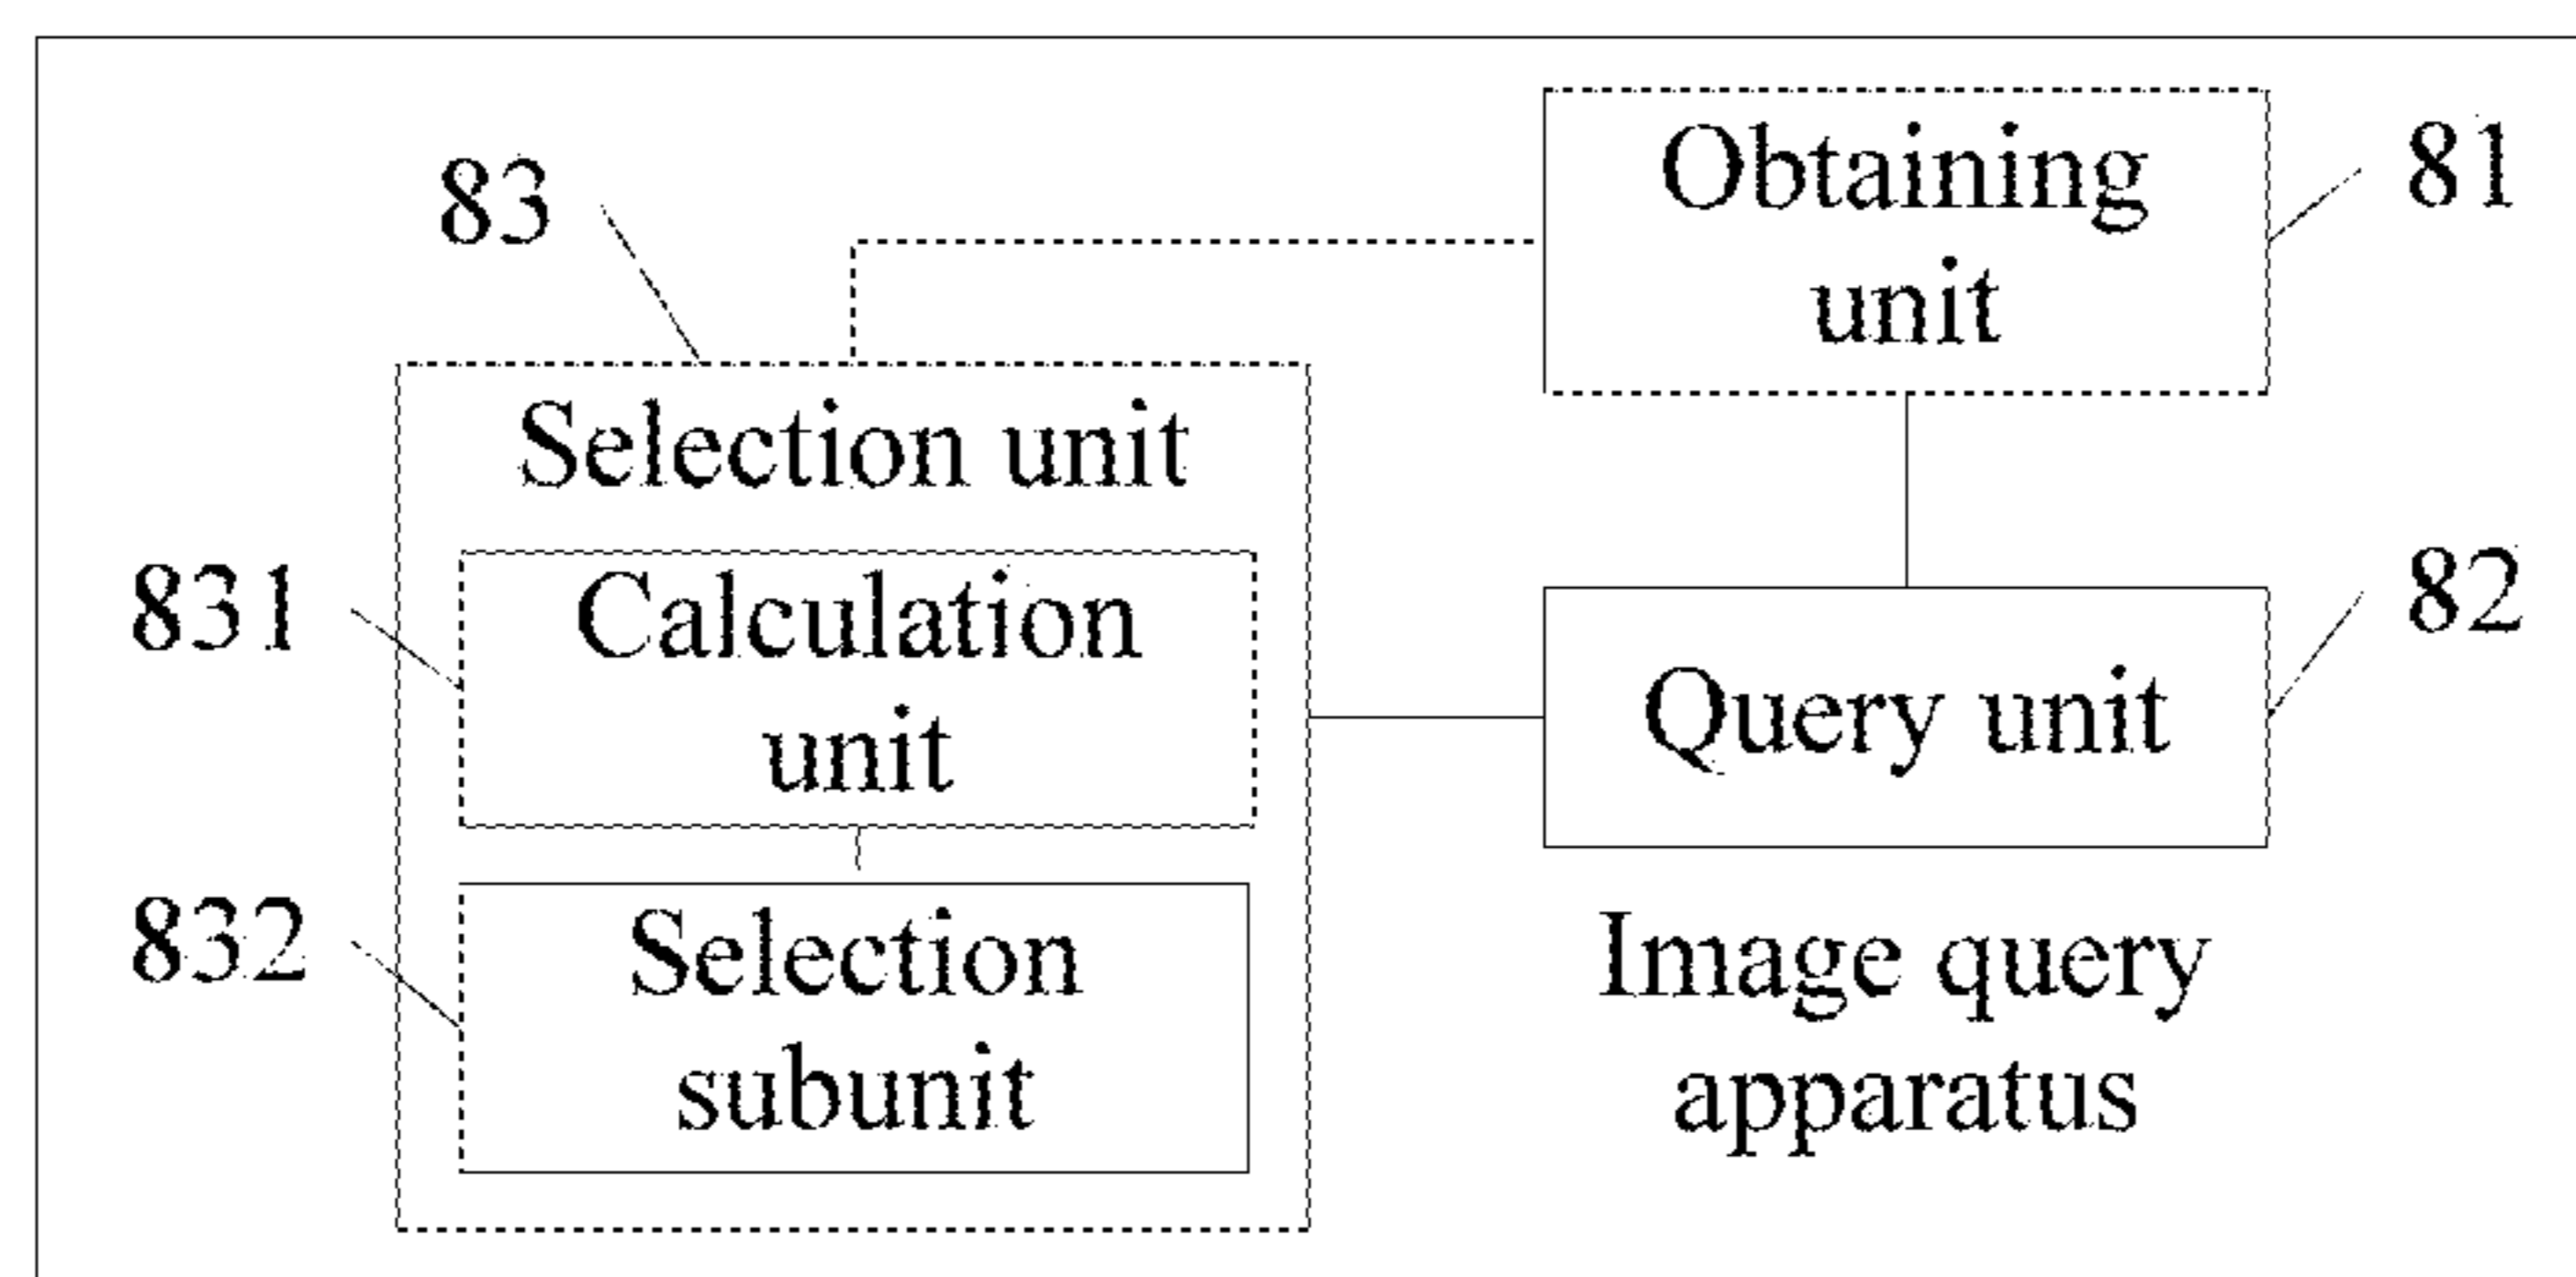 83
Obtaining
unit
81
Selection unit
831
Calculation
unit
82
Query unit
832
Selection
subunit
Image query
apparatus